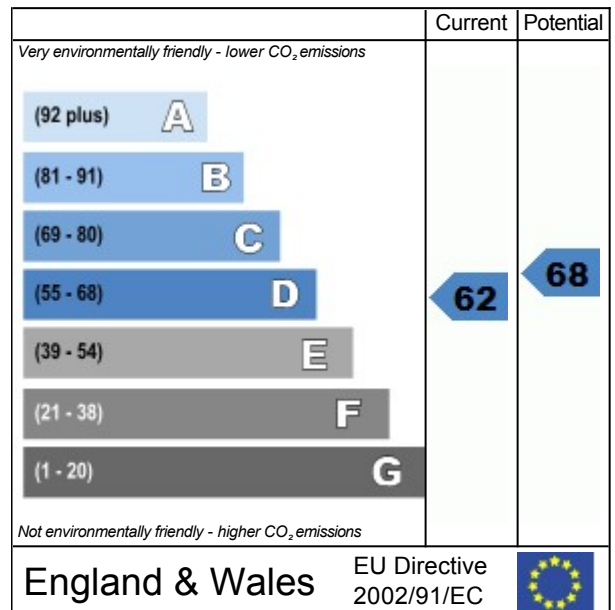 Current Potential
Very environmentally friendly - lower CO₂ emissions
(92 plus) A
(81 - 91) B
(69 - 80) C
(55 - 68) D
62
68
(39 - 54) E
(21 - 38) F
(1 - 20) G
Not environmentally friendly - higher CO₂ emissions
England & Wales
EU Directive
2002/91/EC